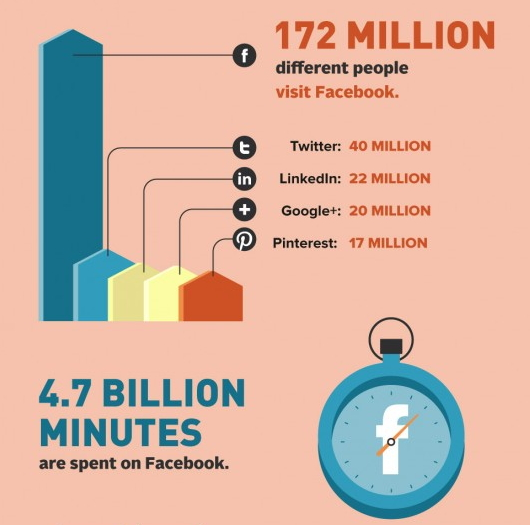 172 MILLION
different people
visit Facebook.
Twitter: 40 MILLION
LinkedIn: 22 MILLION
Google+: 20 MILLION
Pinterest: 17 MILLION
f
t
in
+
P
4.7 BILLION
MINUTES
are spent on Facebook.
f